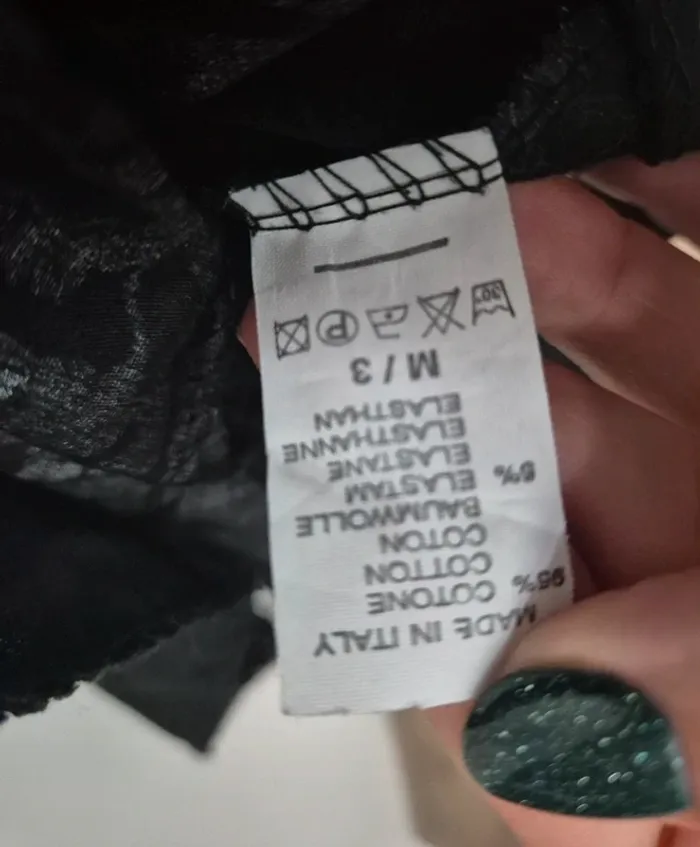 MADE IN ITALY
95% COTONE
COTTON
COTON
BAUMWOLLE
5% ELASTAM
ELASTANE
ELASTHANNE
ELASTHAN
M / 3
30° P